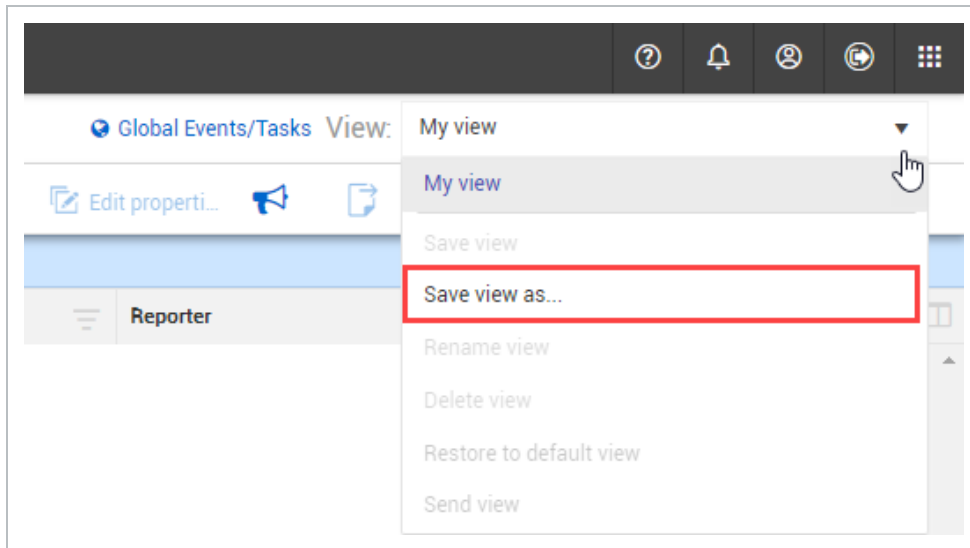 Global Events/Tasks View: My view
Edit properti...
My view
Save view
Save view as...
Reporter
Rename view
Delete view
Restore to default view
Send view